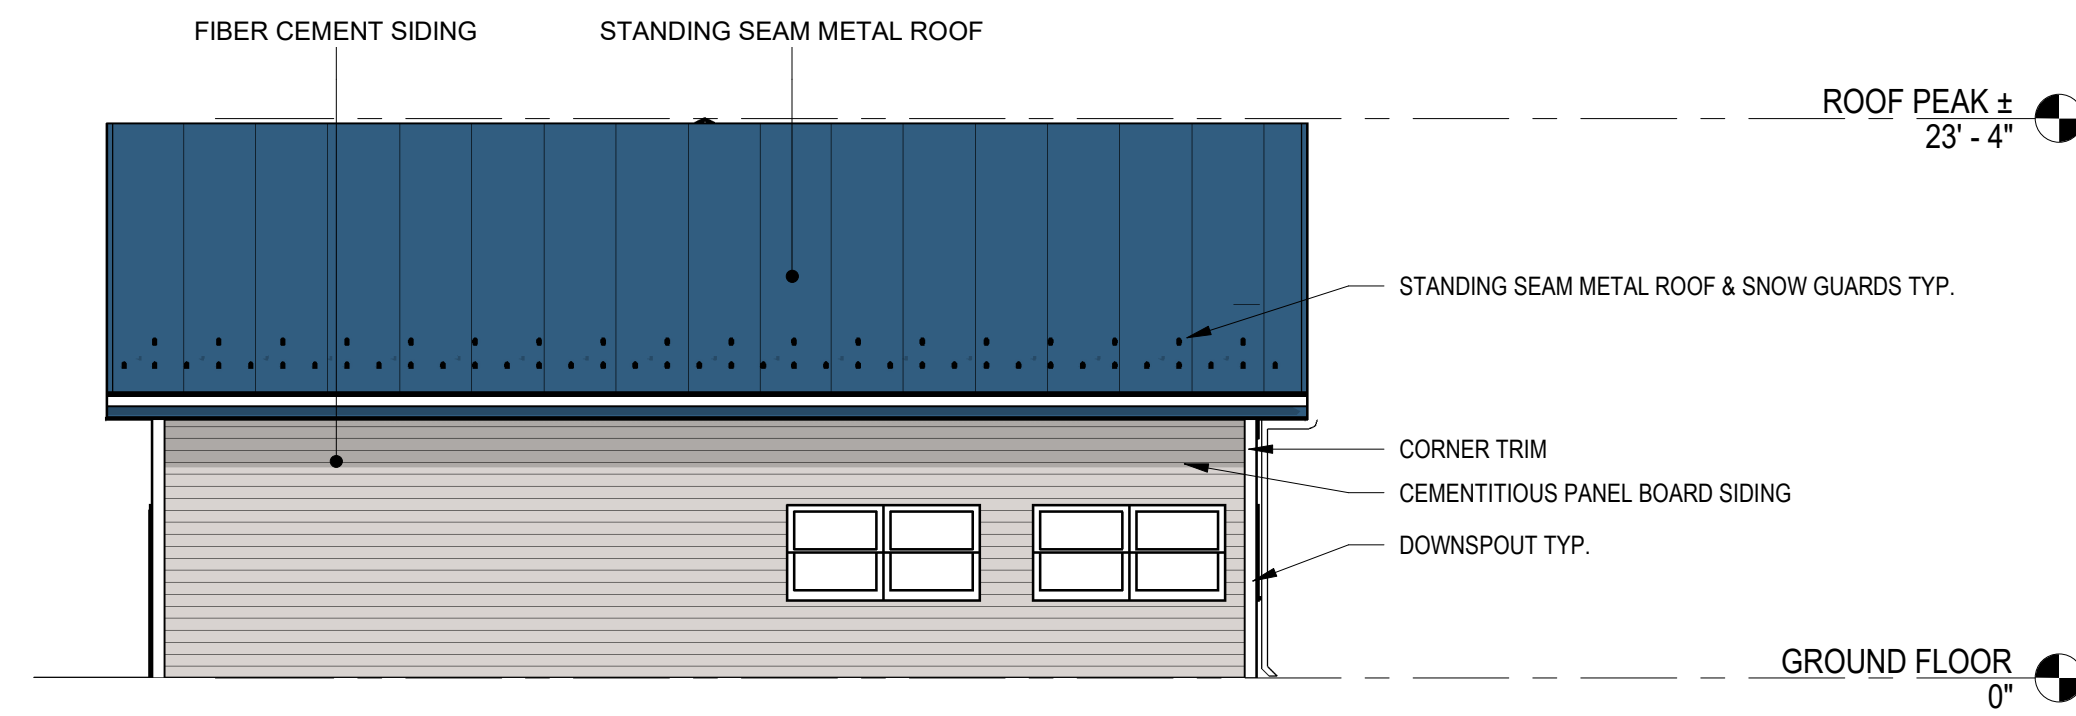 FIBER CEMENT SIDING
STANDING SEAM METAL ROOF
ROOF PEAK ±
23' - 4"
STANDING SEAM METAL ROOF & SNOW GUARDS TYP.
CORNER TRIM
CEMENTITIOUS PANEL BOARD SIDING
DOWNSPOUT TYP.
GROUND FLOOR
0"